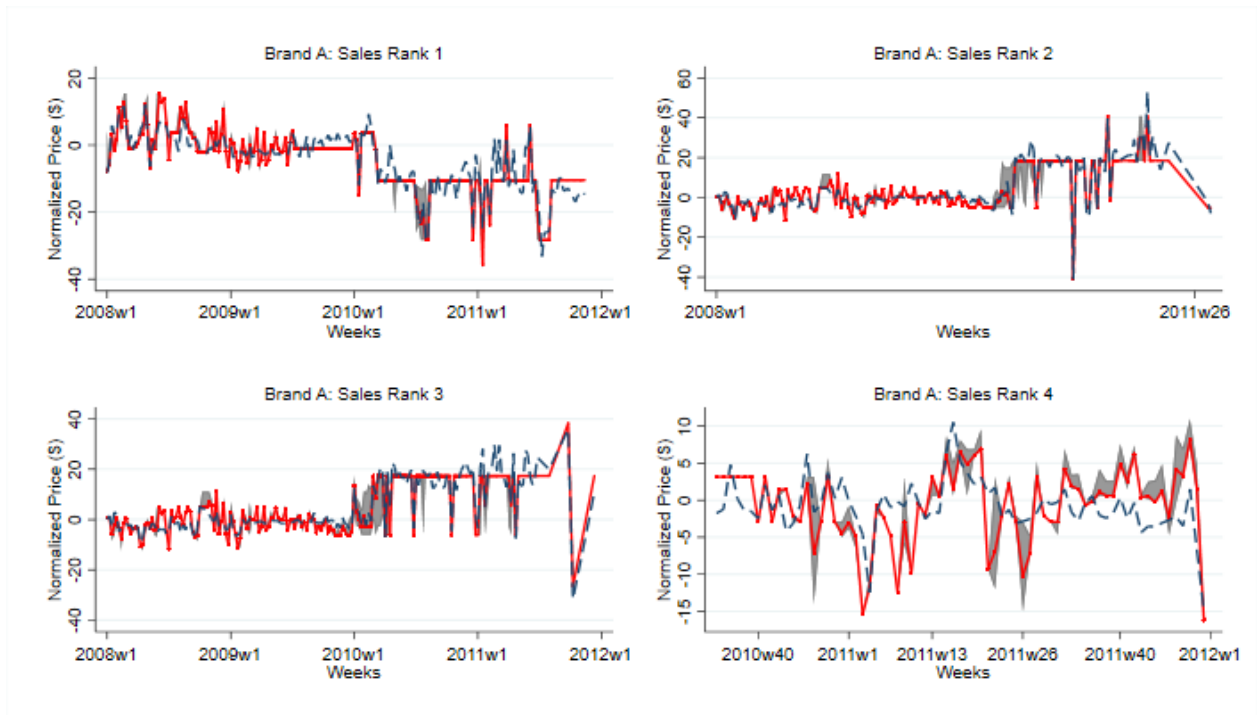 Brand A: Sales Rank 1
Normalized Price ($)
20
0
-20
-40
2008w1 2009w1 2010w1 2011w1 2012w1
Weeks
Brand A: Sales Rank 2
Normalized Price ($)
60
40
20
0
-20
-40
2008w1 2011w26
Weeks
Brand A: Sales Rank 3
Normalized Price ($)
40
20
0
-20
-40
2008w1 2009w1 2010w1 2011w1 2012w1
Weeks
Brand A: Sales Rank 4
Normalized Price ($)
10
5
0
-5
-10
-15
2010w40 2011w1 2011w13 2011w26 2011w40 2012w1
Weeks